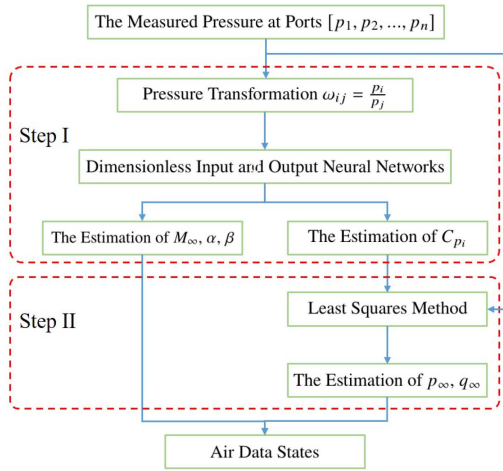 The Measured Pressure at Ports [p₁, p₂, ..., pₙ]
Pressure Transformation ωᵢⱼ = pᵢ/pⱼ
Step I
Dimensionless Input and Output Neural Networks
The Estimation of M∞, α, β
The Estimation of Cₚᵢ
Step II
Least Squares Method
The Estimation of p∞, q∞
Air Data States